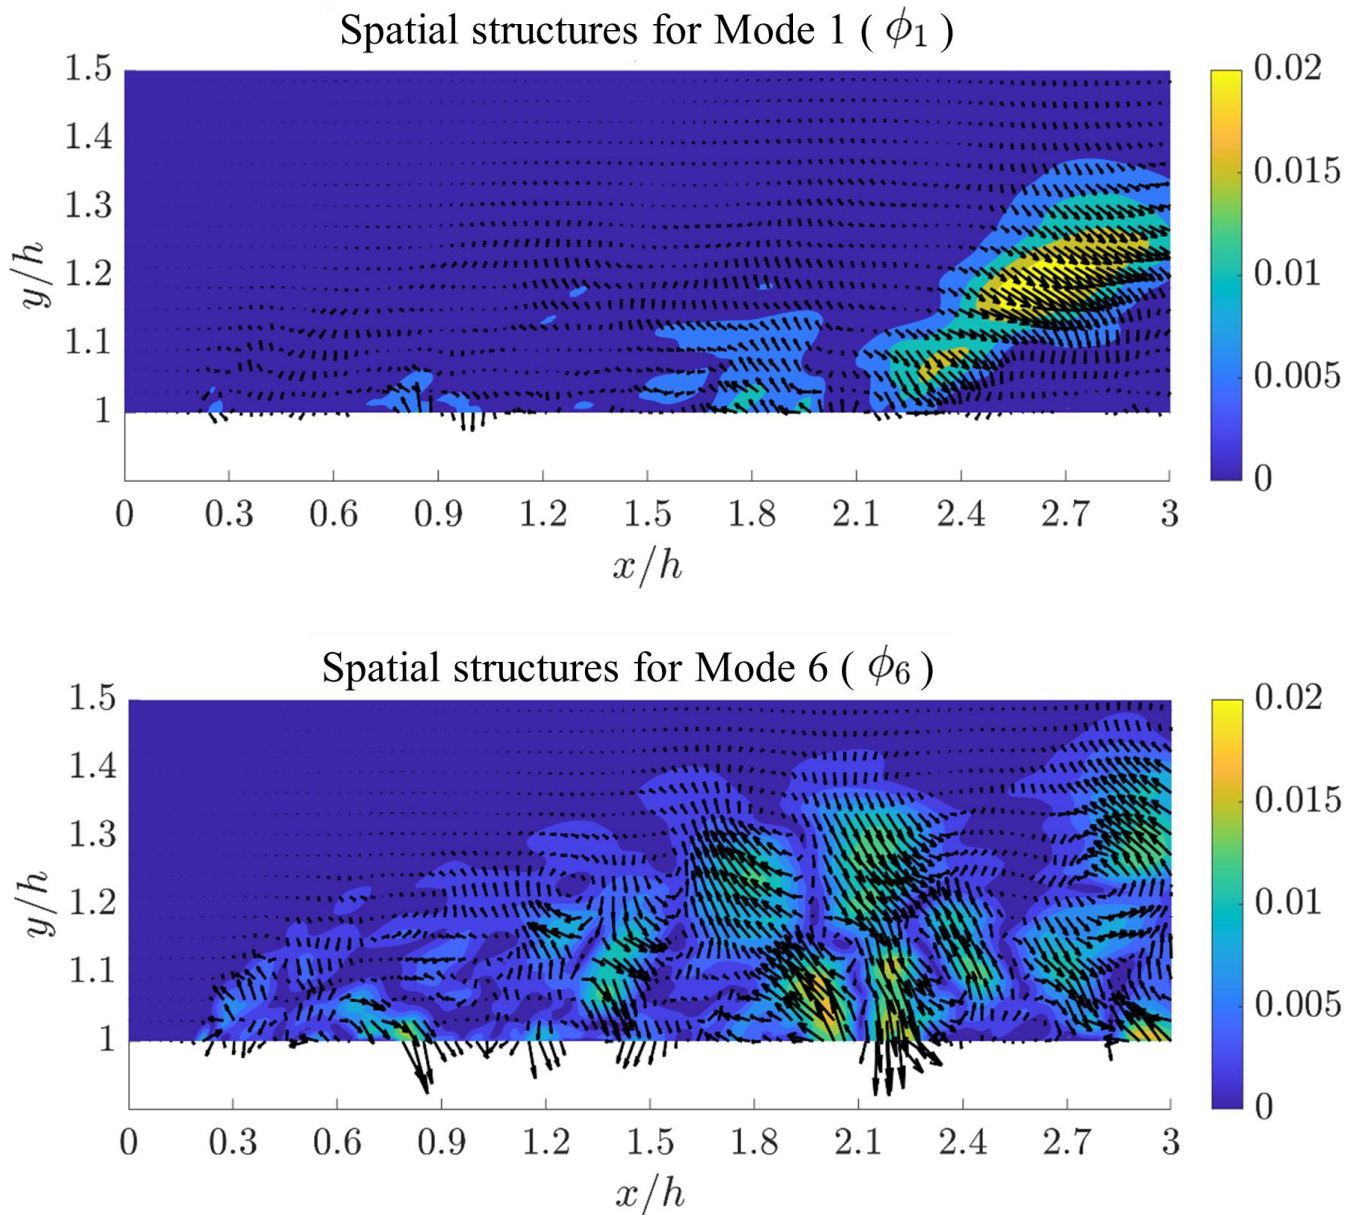 Spatial structures for Mode 1 ( ϕ₁ )
1.5
1.4
1.3
1.2
1.1
1
y/h
0 0.3 0.6 0.9 1.2 1.5 1.8 2.1 2.4 2.7 3
x/h
0.02
0.015
0.01
0.005
0
Spatial structures for Mode 6 ( ϕ₆ )
1.5
1.4
1.3
1.2
1.1
1
y/h
0 0.3 0.6 0.9 1.2 1.5 1.8 2.1 2.4 2.7 3
x/h
0.02
0.015
0.01
0.005
0